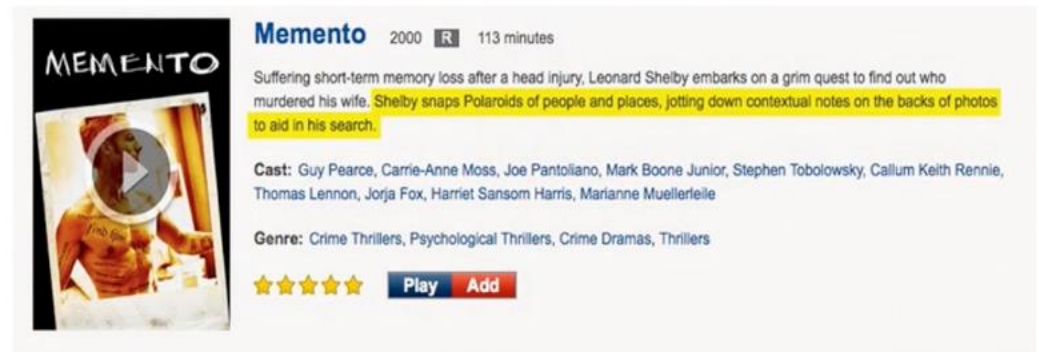 MEMENTO
Memento 2000 R 113 minutes
Suffering short-term memory loss after a head injury, Leonard Shelby embarks on a grim quest to find out who
murdered his wife. Shelby snaps Polaroids of people and places, jotting down contextual notes on the backs of photos
to aid in his search.
Cast: Guy Pearce, Carrie-Anne Moss, Joe Pantoliano, Mark Boone Junior, Stephen Tobolowsky, Callum Keith Rennie,
Thomas Lennon, Jorja Fox, Harriet Sansom Harris, Marianne Muellerleile
Genre: Crime Thrillers, Psychological Thrillers, Crime Dramas, Thrillers
Play Add